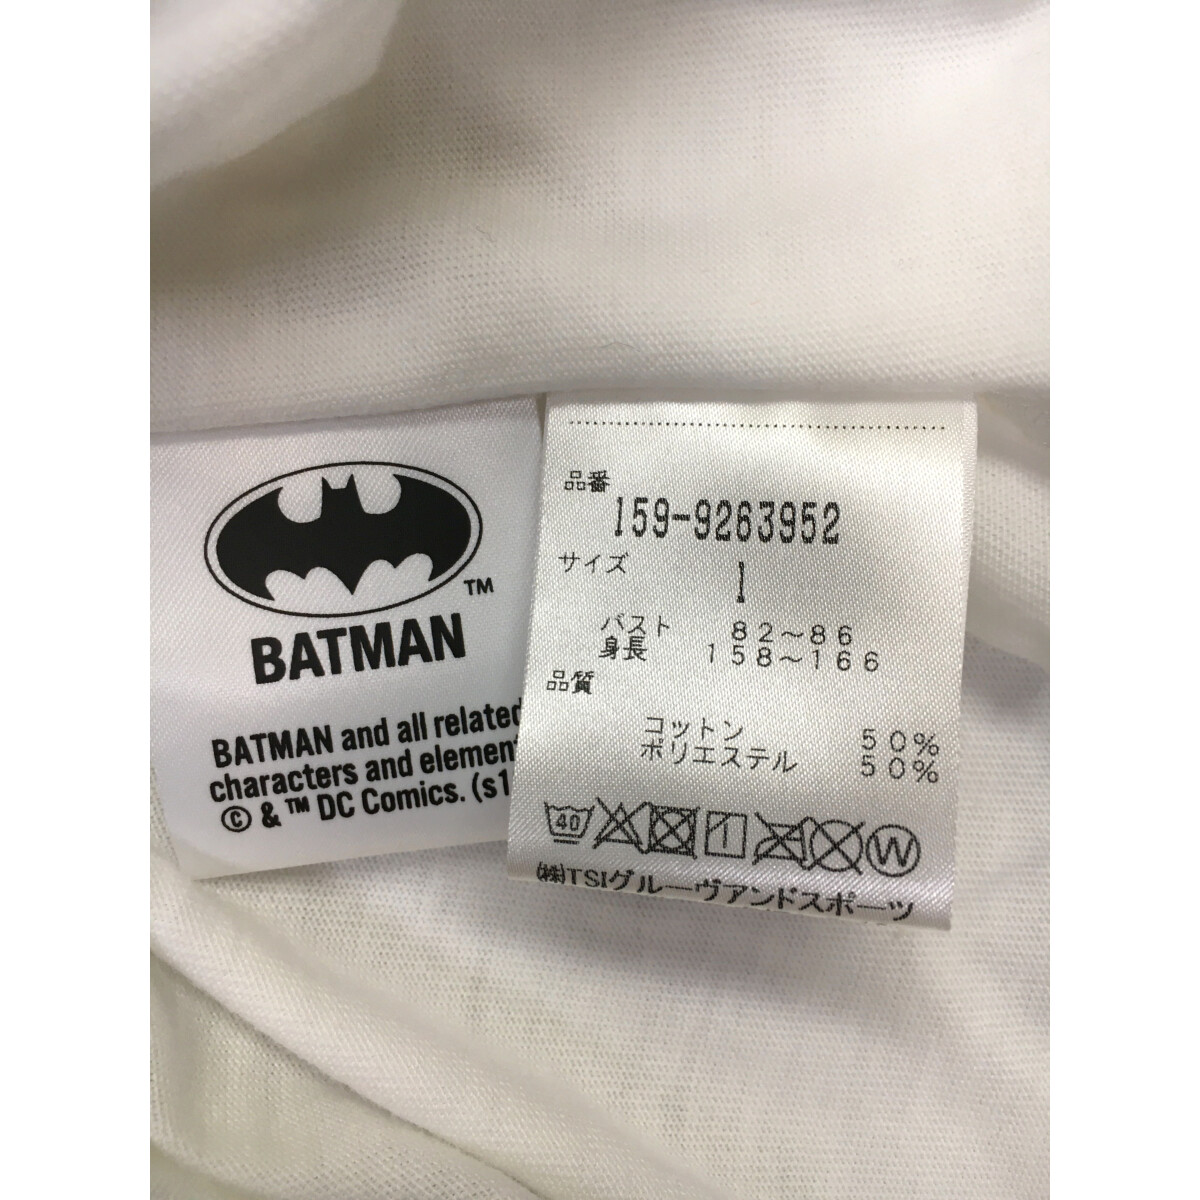 TM
BATMAN
BATMAN and all related
characters and element
© & ™ DC Comics. (s1
品番
159-9263952
サイズ
1
バスト 82～86
身長 158～166
品質
コットン 50%
ポリエステル 50%
40
W
(株)TSIグルーヴアンドスポーツ